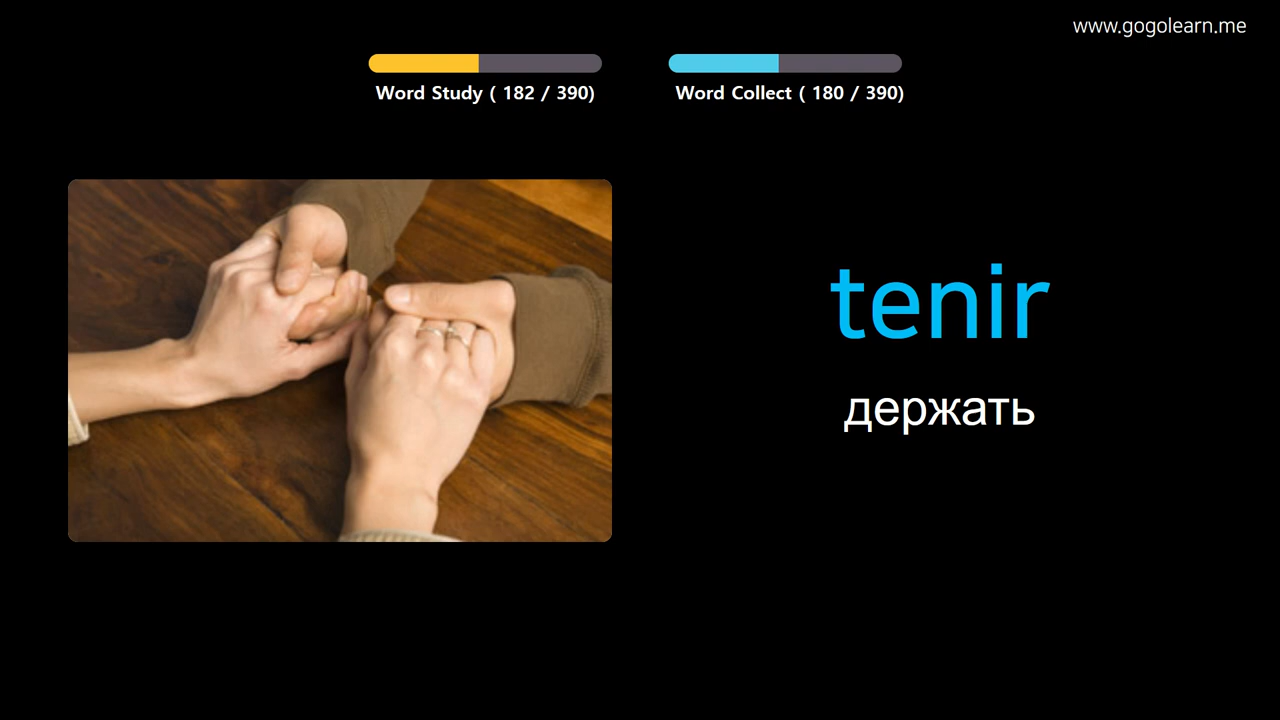 www.gogolearn.me
Word Study ( 182 / 390)
Word Collect ( 180 / 390)
tenir
держать